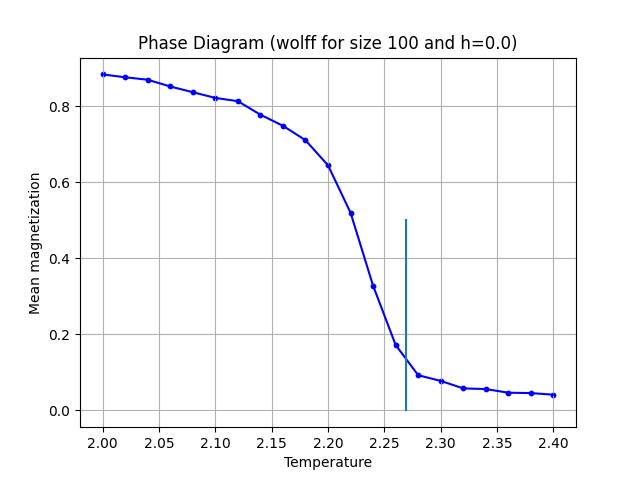 Phase Diagram (wolff for size 100 and h=0.0)
Mean magnetization
0.8
0.6
0.4
0.2
0.0
2.00 2.05 2.10 2.15 2.20 2.25 2.30 2.35 2.40
Temperature